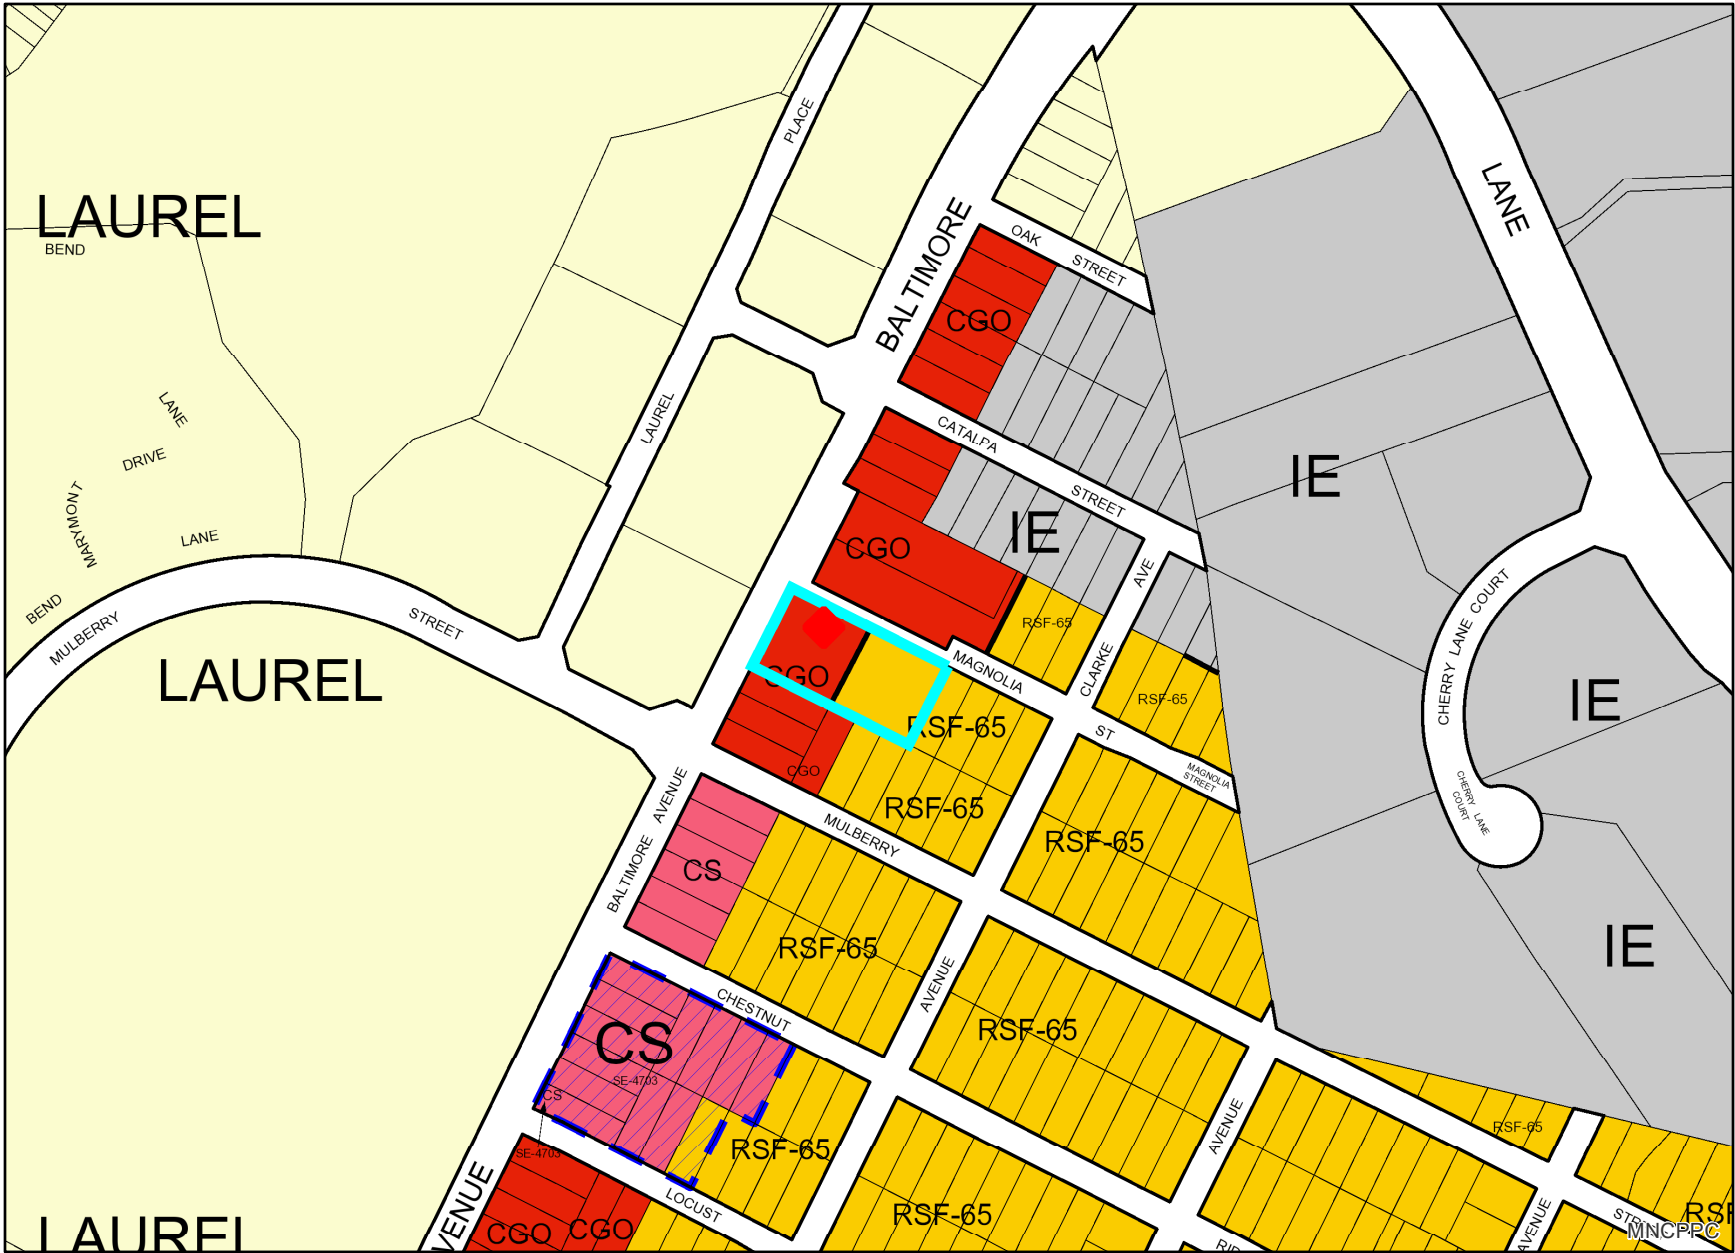 PLACE
LANE
LAUREL
BEND
BALTIMORE
OAK
STREET
CGO
LANE
LAUREL
CATALPA
DRIVE
MARYMONT
LANE
STREET
IE
IE
CGO
AVE
BEND
MULBERRY
STREET
CHERRY LANE COURT
RSF-65
LAUREL
CGO
MAGNOLIA
CLARKE
RSF-65
IE
RSF-65
ST
CGO
MAGNOLIA
STREET
BALTIMORE AVENUE
CHERRY LANE
COURT
RSF-65
MULBERRY
RSF-65
CS
RSF-65
IE
AVENUE
CHESTNUT
RSF-65
CS
SE-4703
CS
AVENUE
RSF-65
RSF-65
SE-4703
LOCUST
AVENUE
RSF-65
AVENUE
RSF
LAUREL
CGO
CGO
MNCPPC